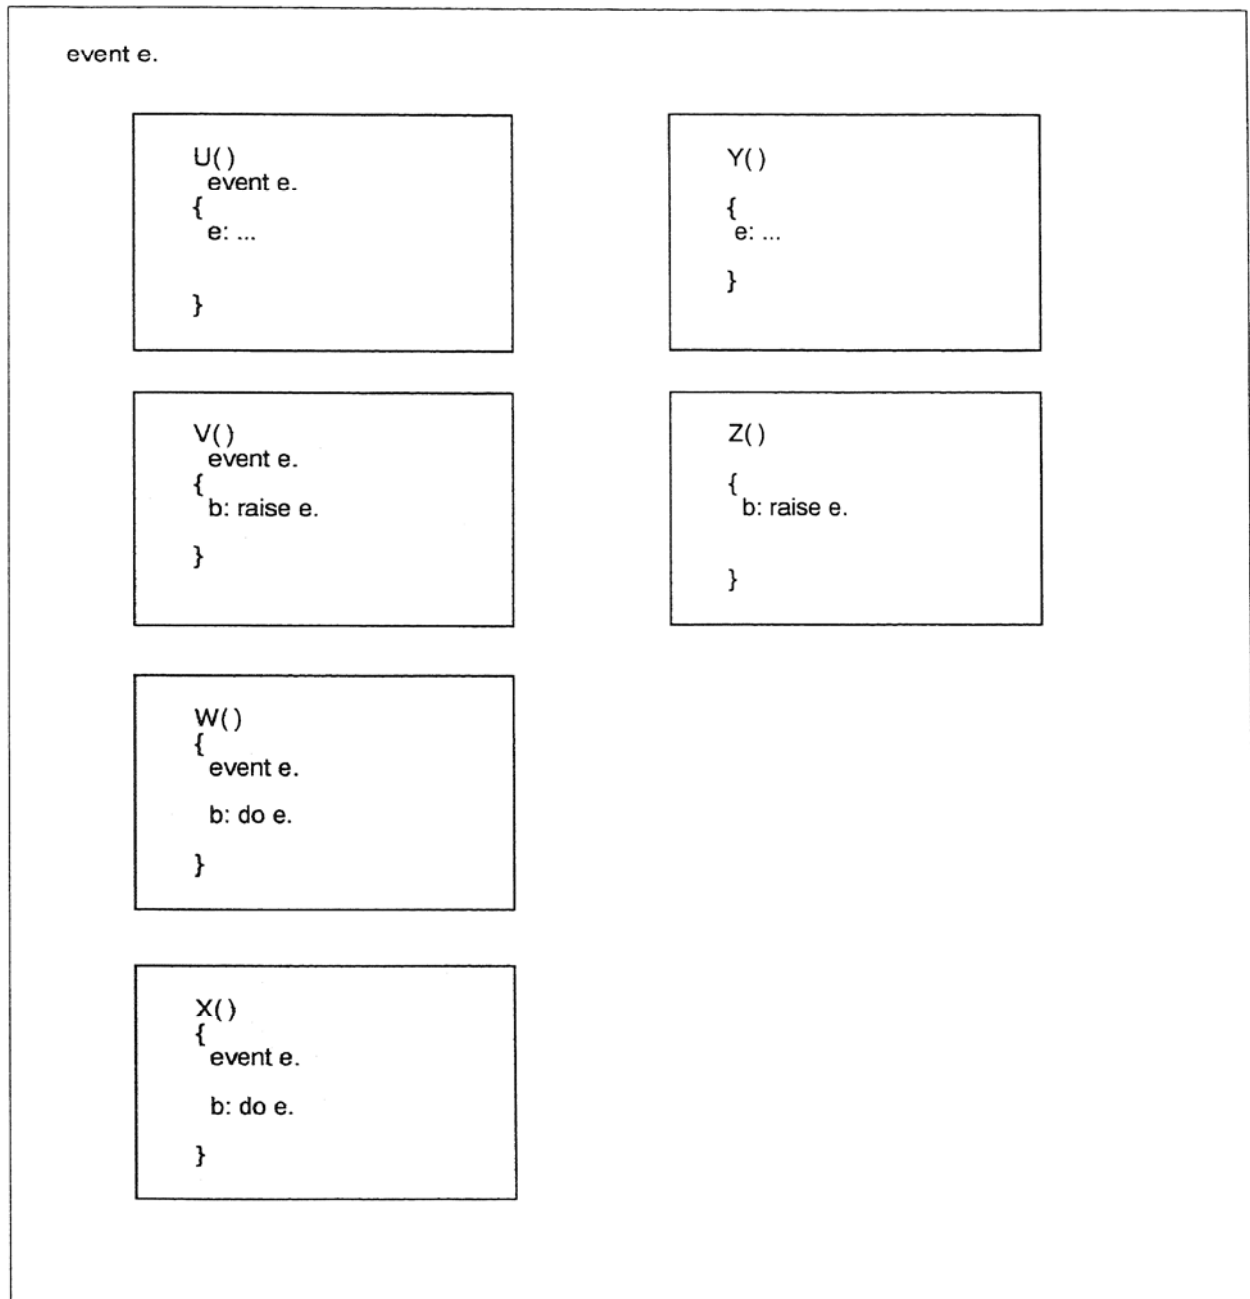 event e.
U()
event e.
{
e: ...
}
Y()
{
e: ...
}
V()
event e.
{
b: raise e.
}
Z()
{
b: raise e.
}
W()
{
event e.
b: do e.
}
X()
{
event e.
b: do e.
}